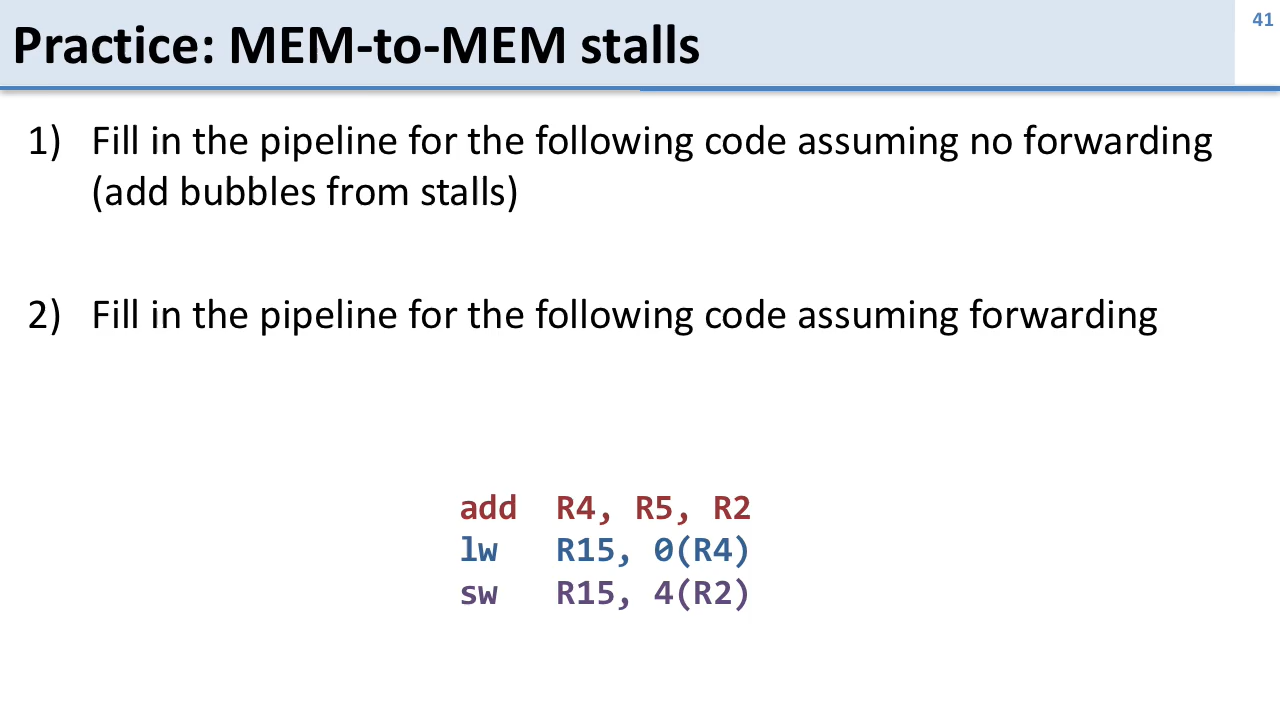 Practice: MEM-to-MEM stalls
41
1) Fill in the pipeline for the following code assuming no forwarding
(add bubbles from stalls)
2) Fill in the pipeline for the following code assuming forwarding
add R4, R5, R2
lw R15, 0(R4)
sw R15, 4(R2)